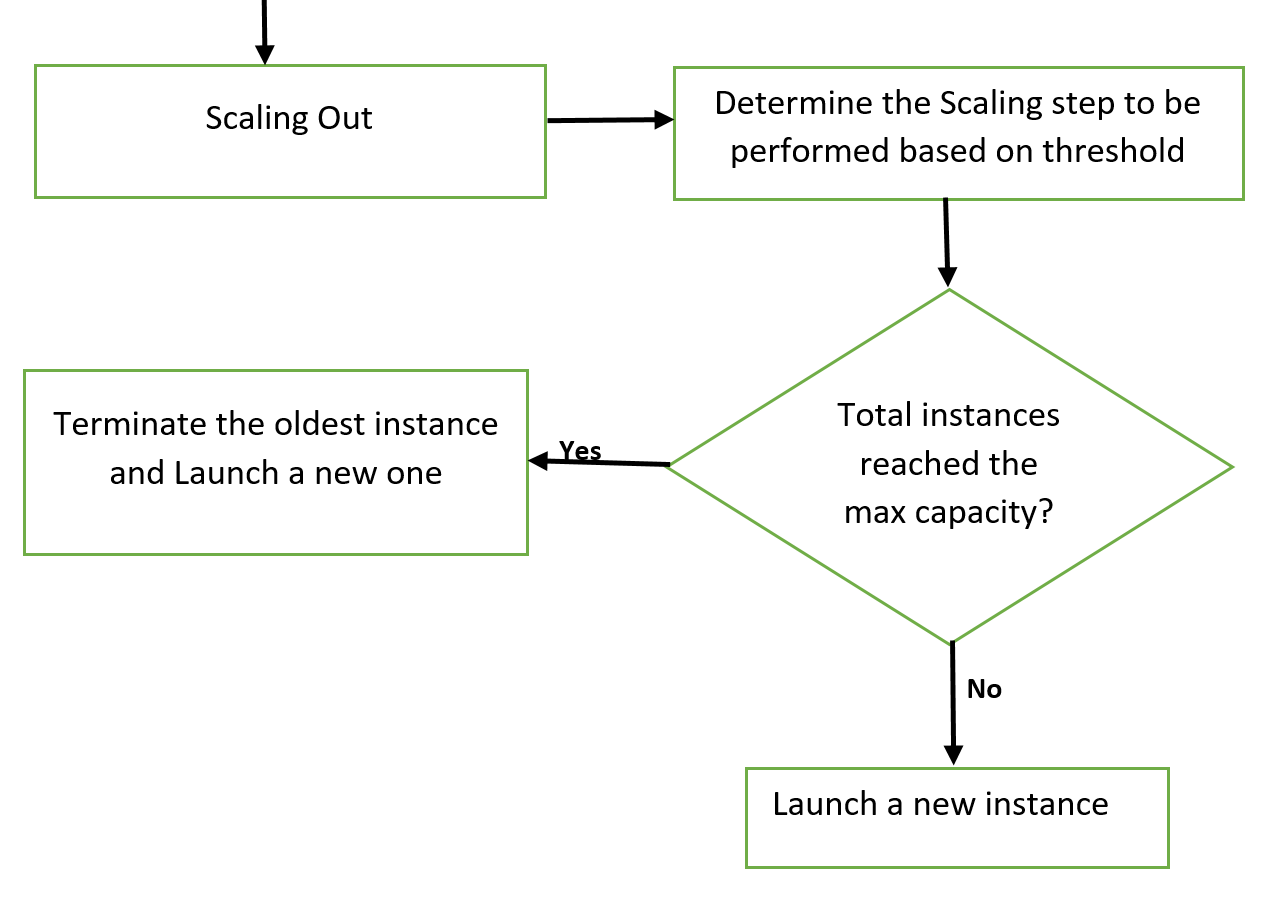 Scaling Out
Determine the Scaling step to be
performed based on threshold
Total instances
reached the
max capacity?
Yes
Terminate the oldest instance
and Launch a new one
No
Launch a new instance